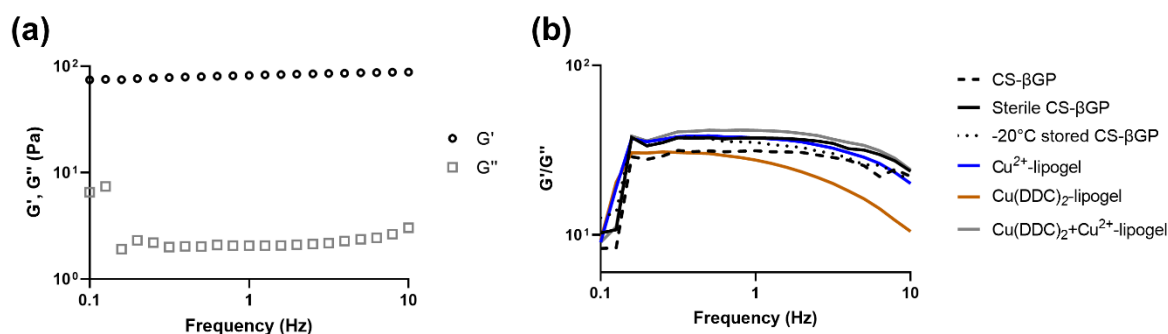 (a)
G', G'' (Pa)
10²
10¹
10⁰
0.1
1
10
Frequency (Hz)
G'
G''
(b)
G'/G''
10²
10¹
0.1
1
10
Frequency (Hz)
CS-βGP
Sterile CS-βGP
-20°C stored CS-βGP
Cu²⁺-lipogel
Cu(DDC)₂-lipogel
Cu(DDC)₂+Cu²⁺-lipogel